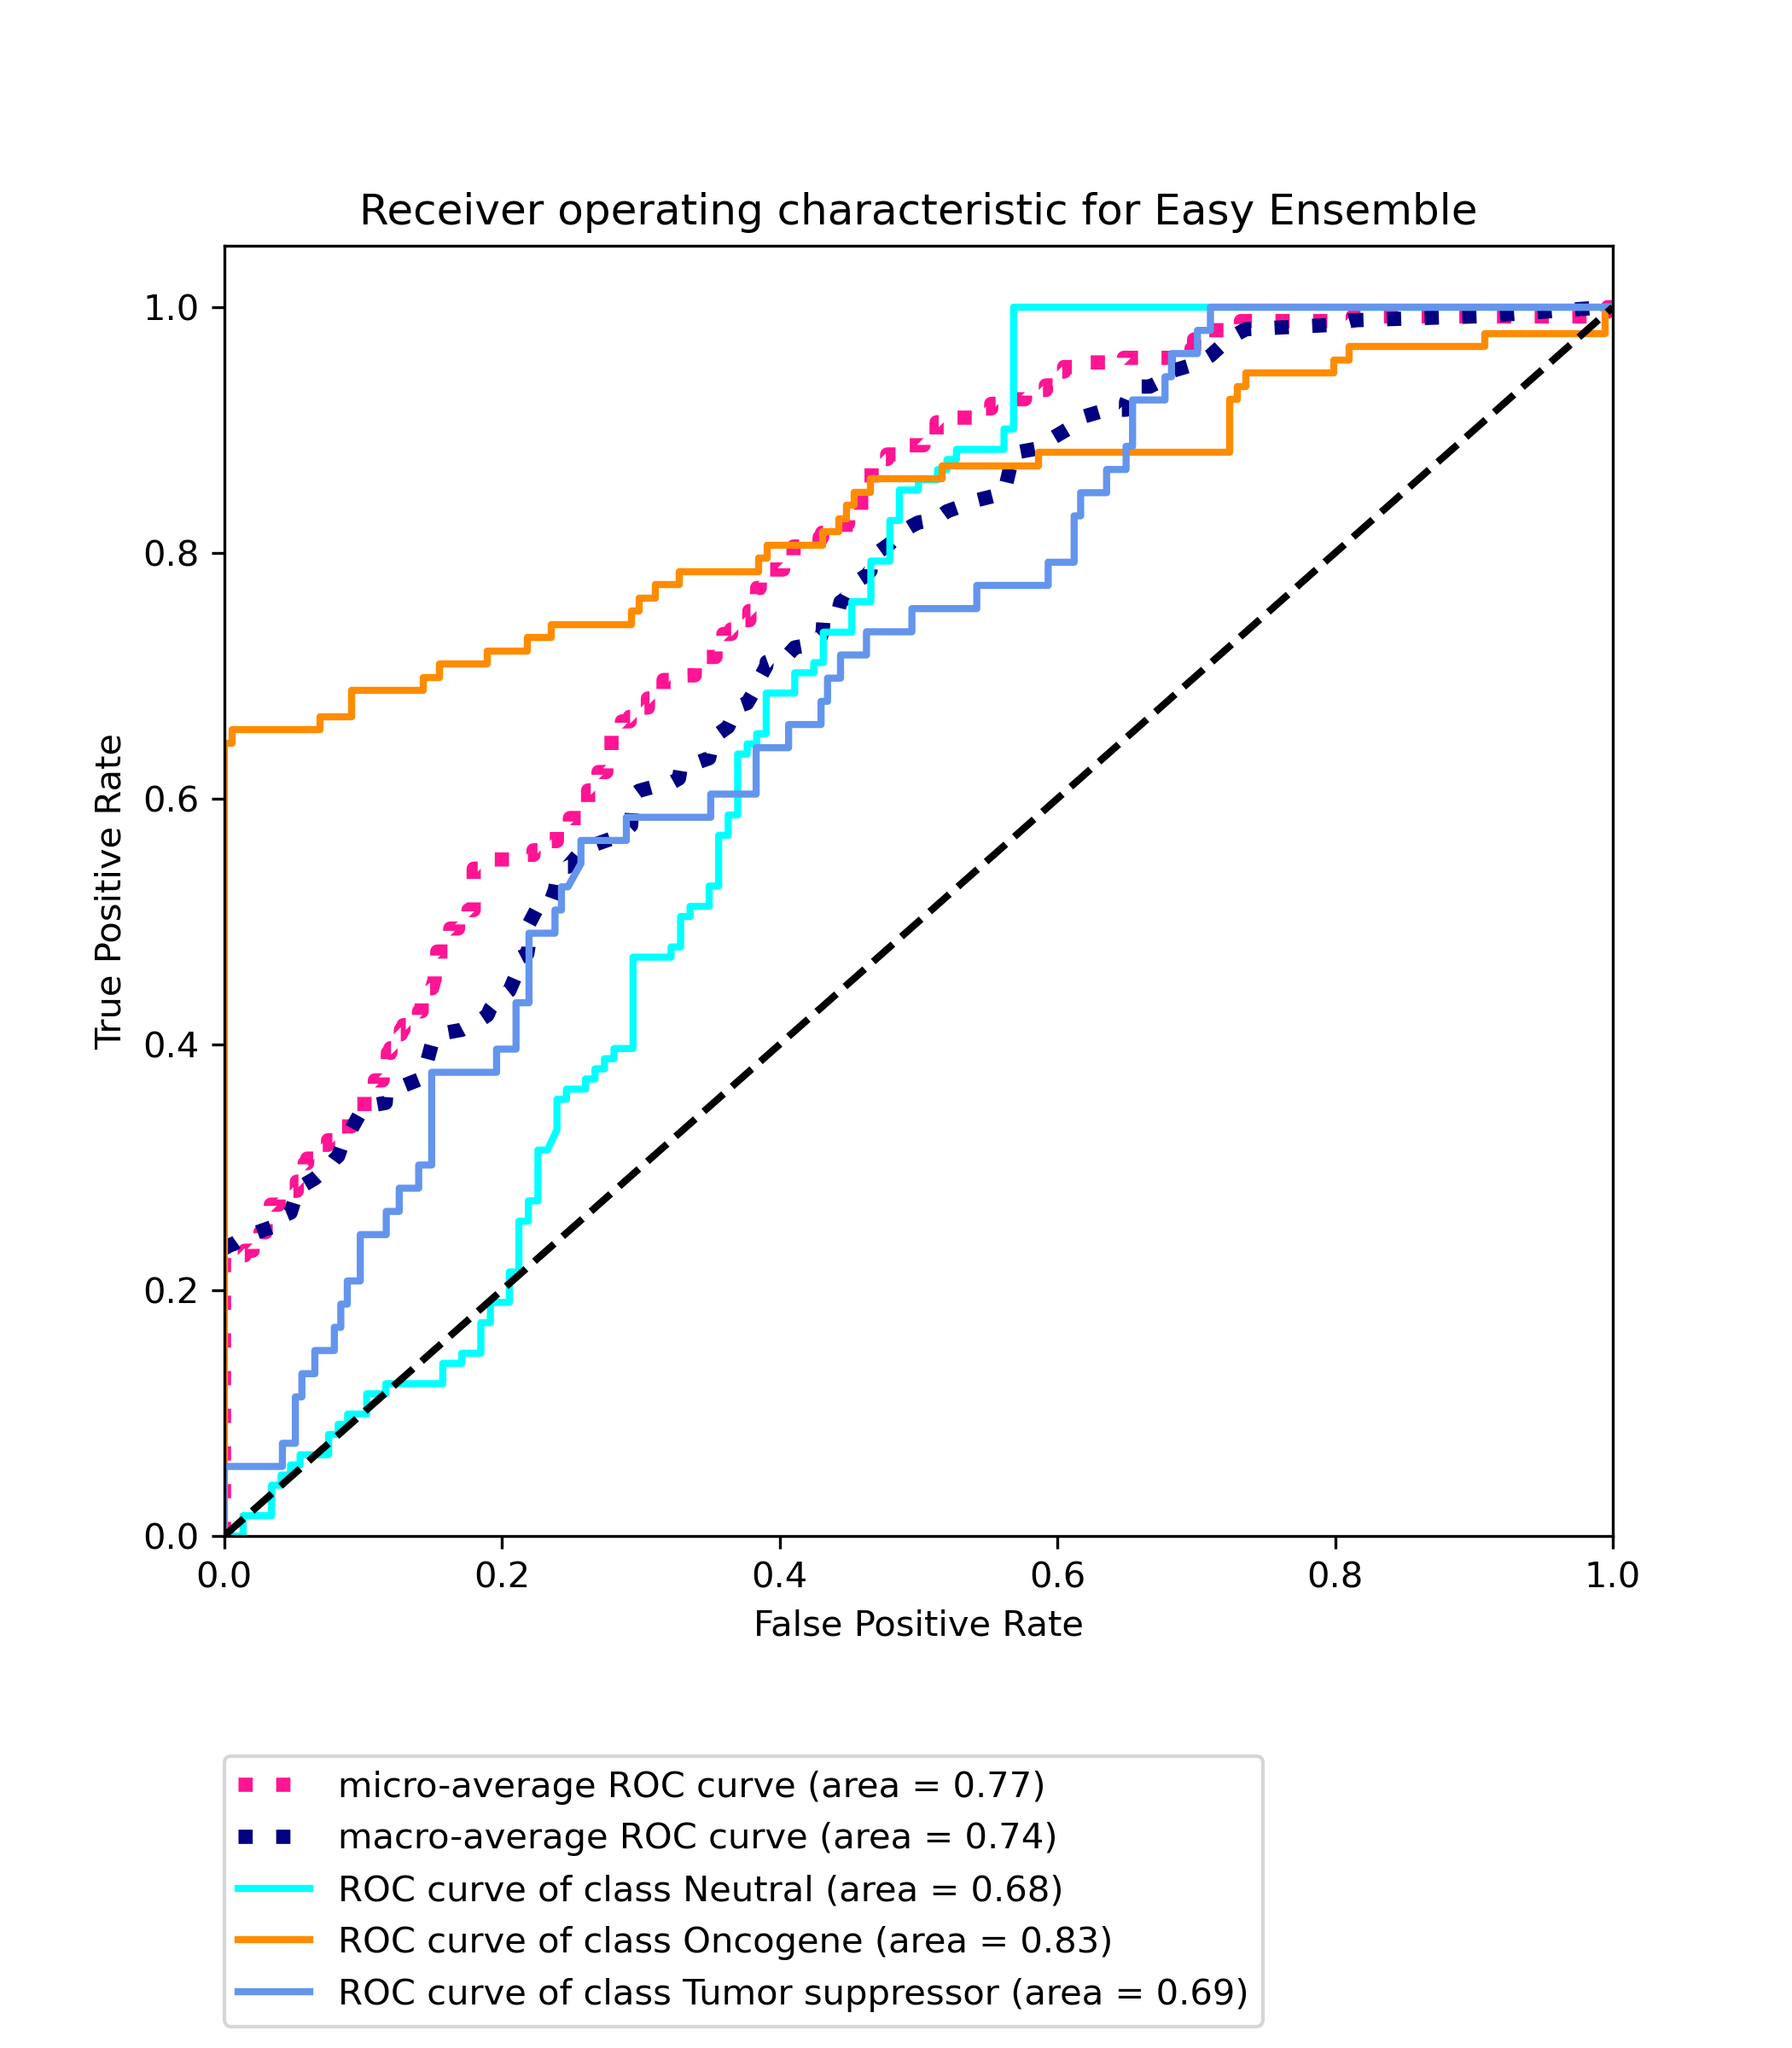 Receiver operating characteristic for Easy Ensemble
1.0
0.8
0.6
0.4
0.2
0.0
True Positive Rate
0.0 0.2 0.4 0.6 0.8 1.0
False Positive Rate
micro-average ROC curve (area = 0.77)
macro-average ROC curve (area = 0.74)
ROC curve of class Neutral (area = 0.68)
ROC curve of class Oncogene (area = 0.83)
ROC curve of class Tumor suppressor (area = 0.69)